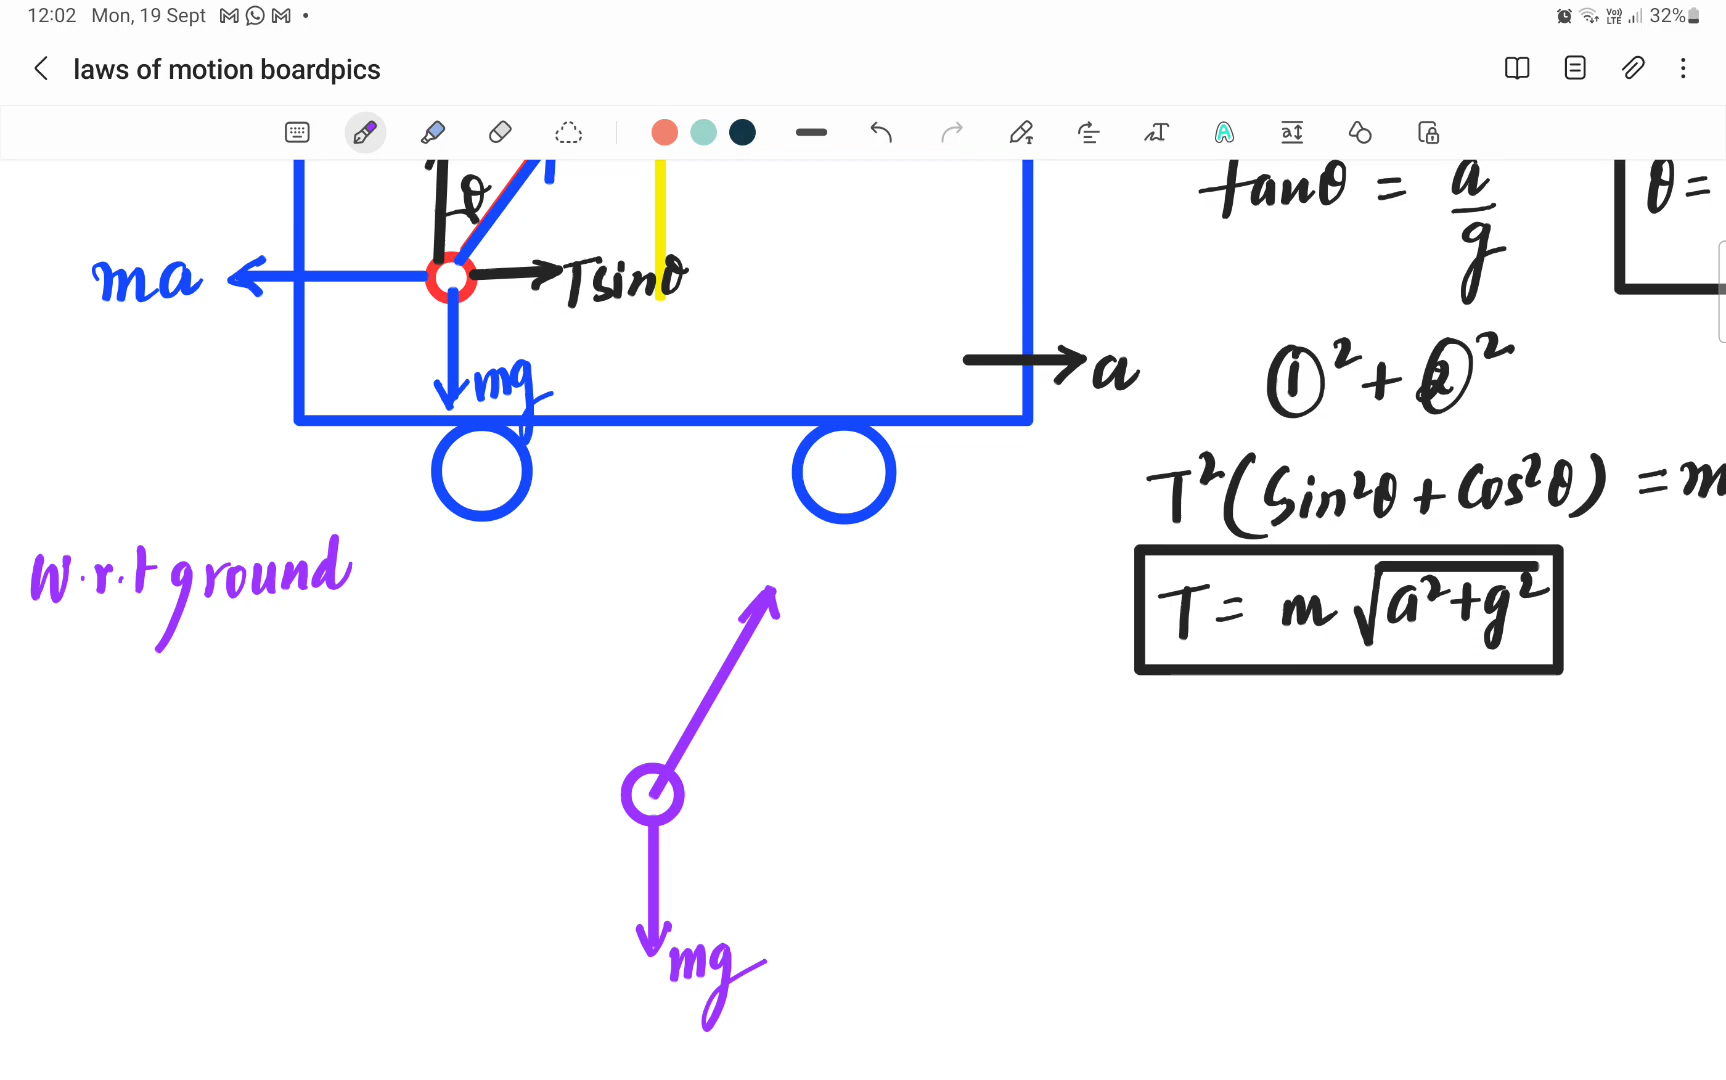 12:02 Mon, 19 Sept
32%
laws of motion boardpics
θ
tanθ = a/g
θ=
ma
Tsinθ
mg
a
①² + ②²
T²(Sin²θ + Cos²θ) = m
W.r.t ground
T = m √a²+g²
mg